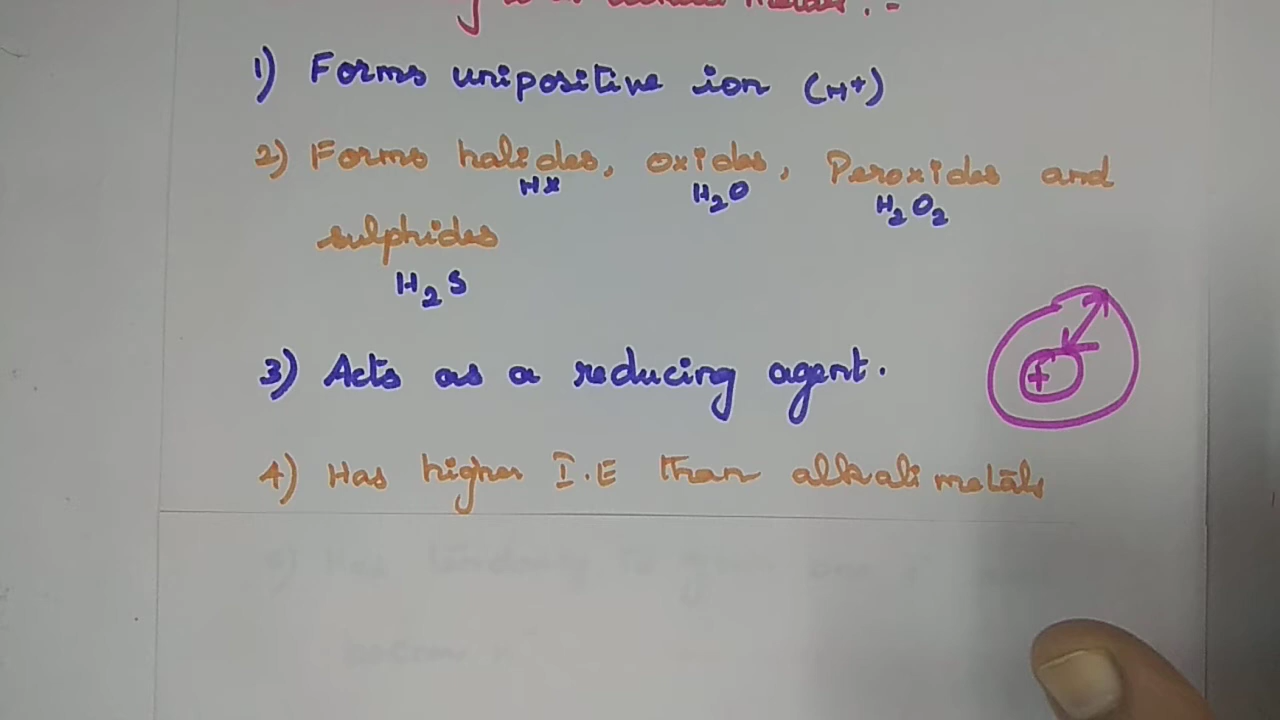 metals :-
1) Forms unipositive ion (H+)
2) Forms halides, oxides, Peroxides and
HX H₂O H₂O₂
sulphides
H₂S
3) Acts as a reducing agent.
+
4) Has higher I.E than alkali metals